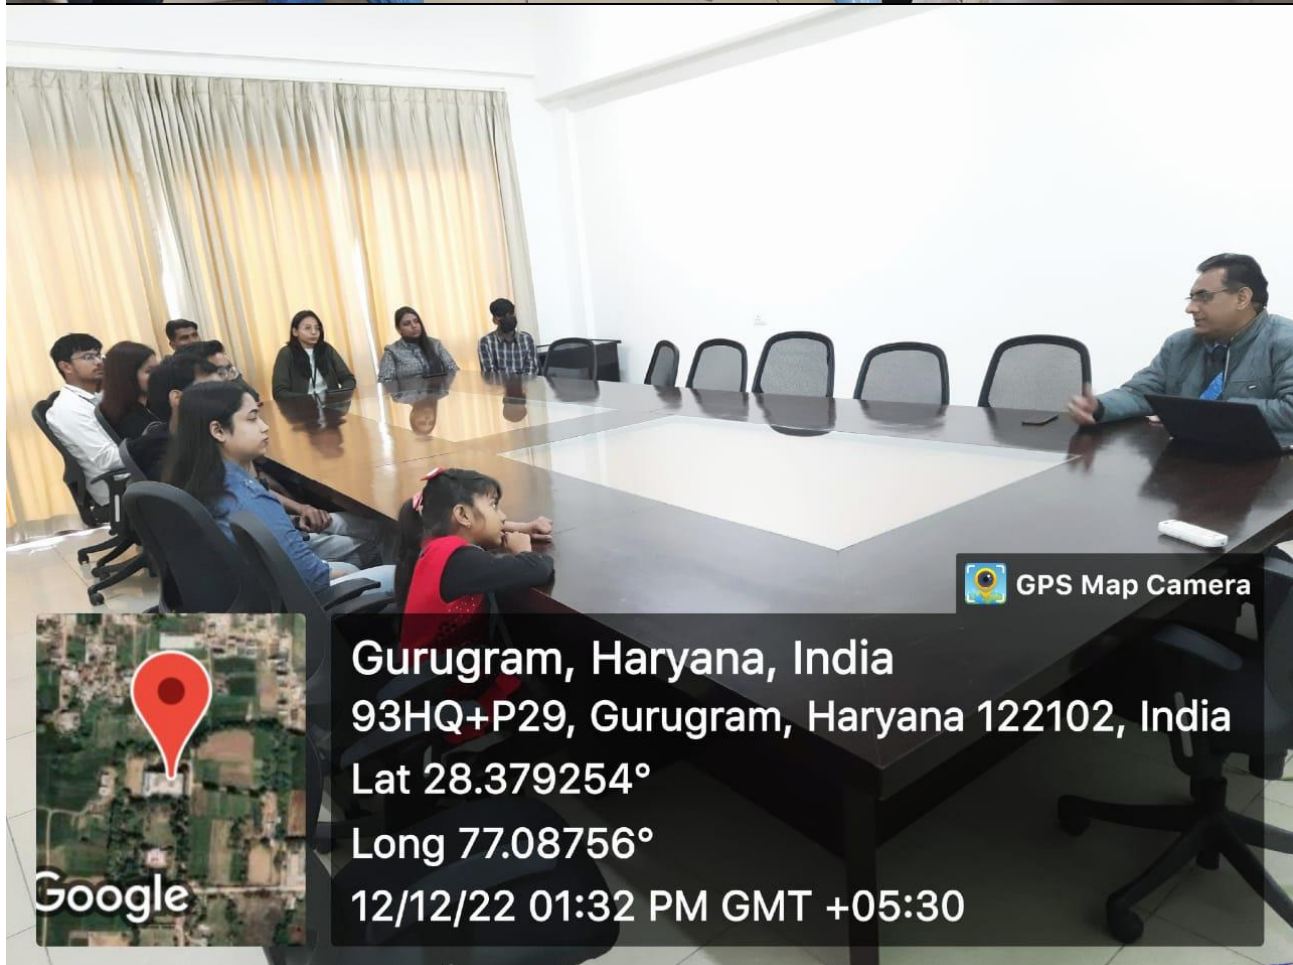 GPS Map Camera
Gurugram, Haryana, India
93HQ+P29, Gurugram, Haryana 122102, India
Lat 28.379254°
Long 77.08756°
12/12/22 01:32 PM GMT +05:30
Google